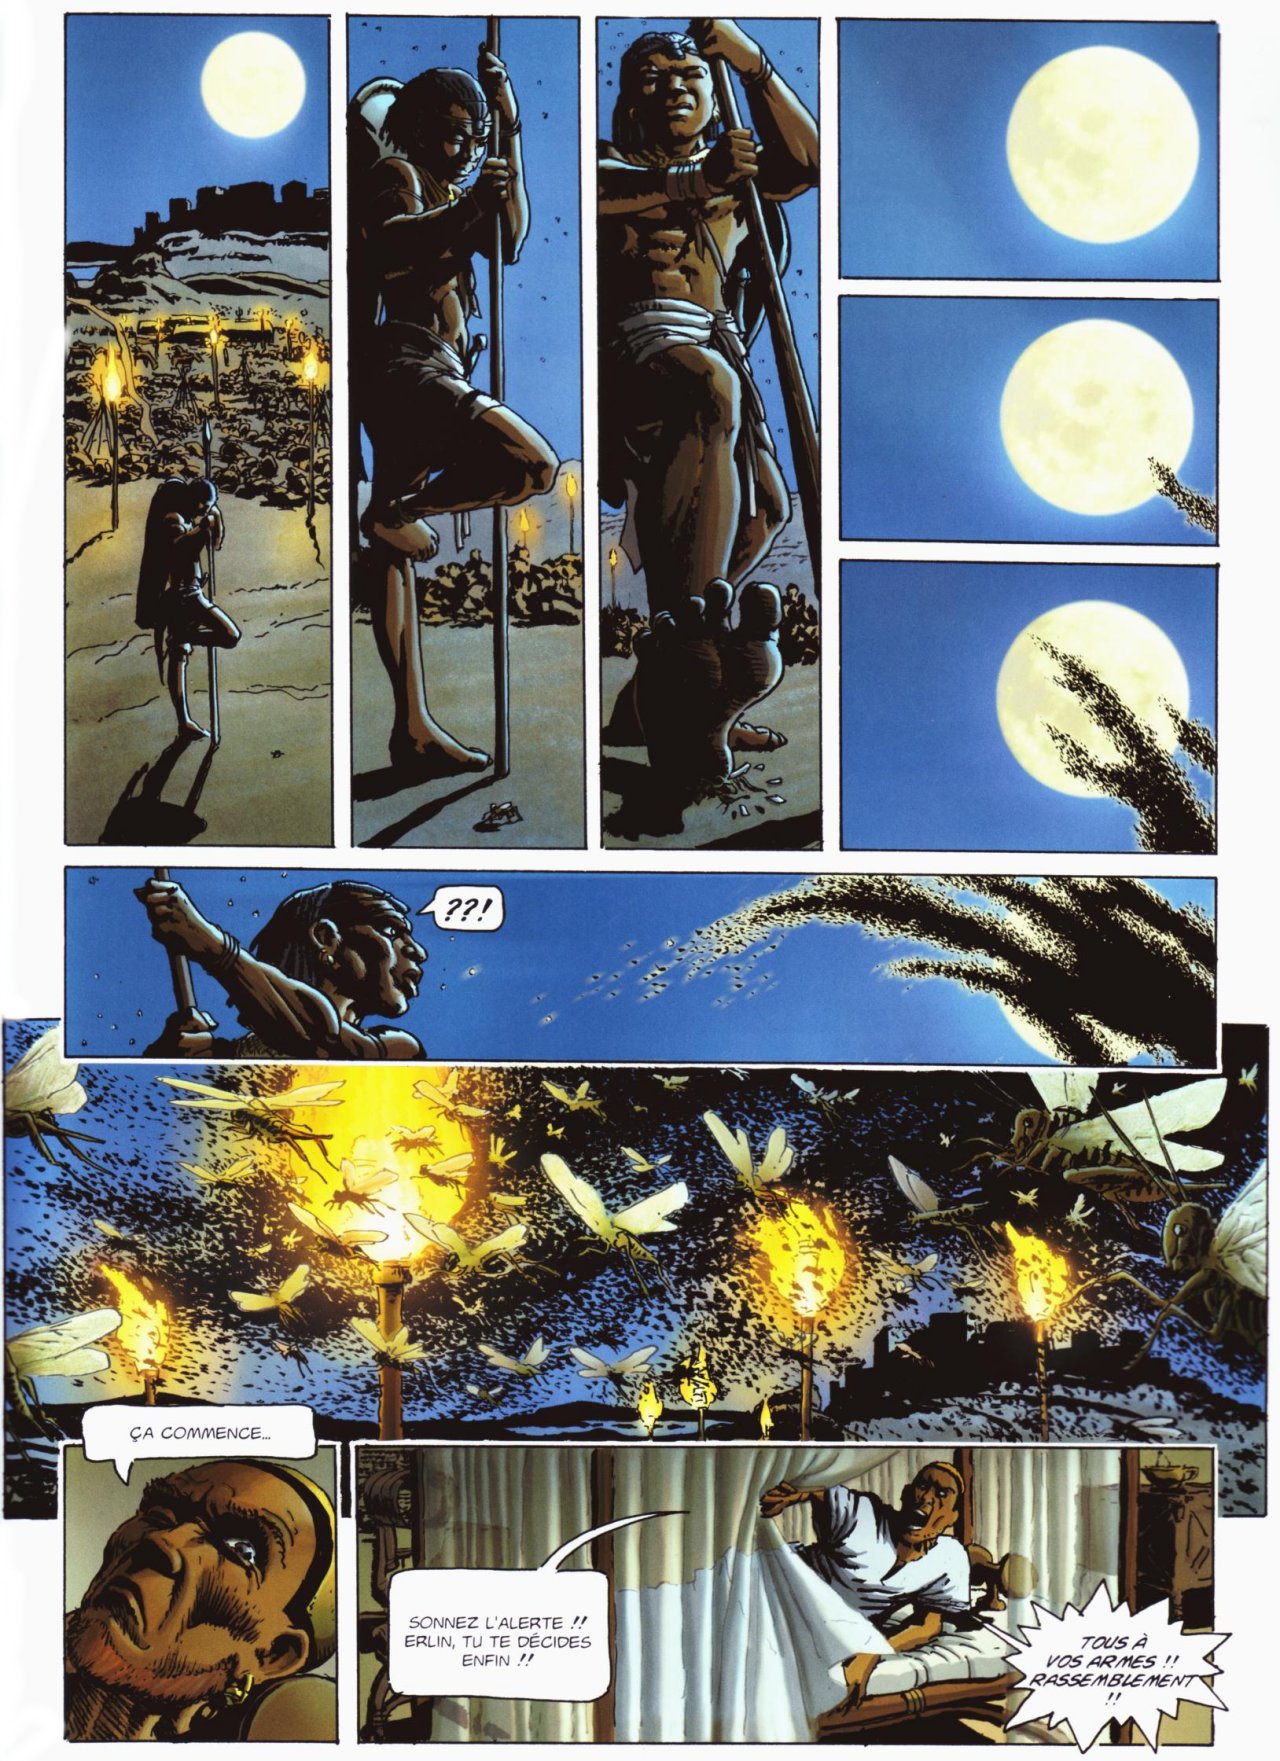 ??!
ÇA COMMENCE...
SONNEZ L'ALERTE !!
ERLIN, TU TE DÉCIDES
ENFIN !!
TOUS À
VOS ARMES !!
RASSEMBLEMENT
!!